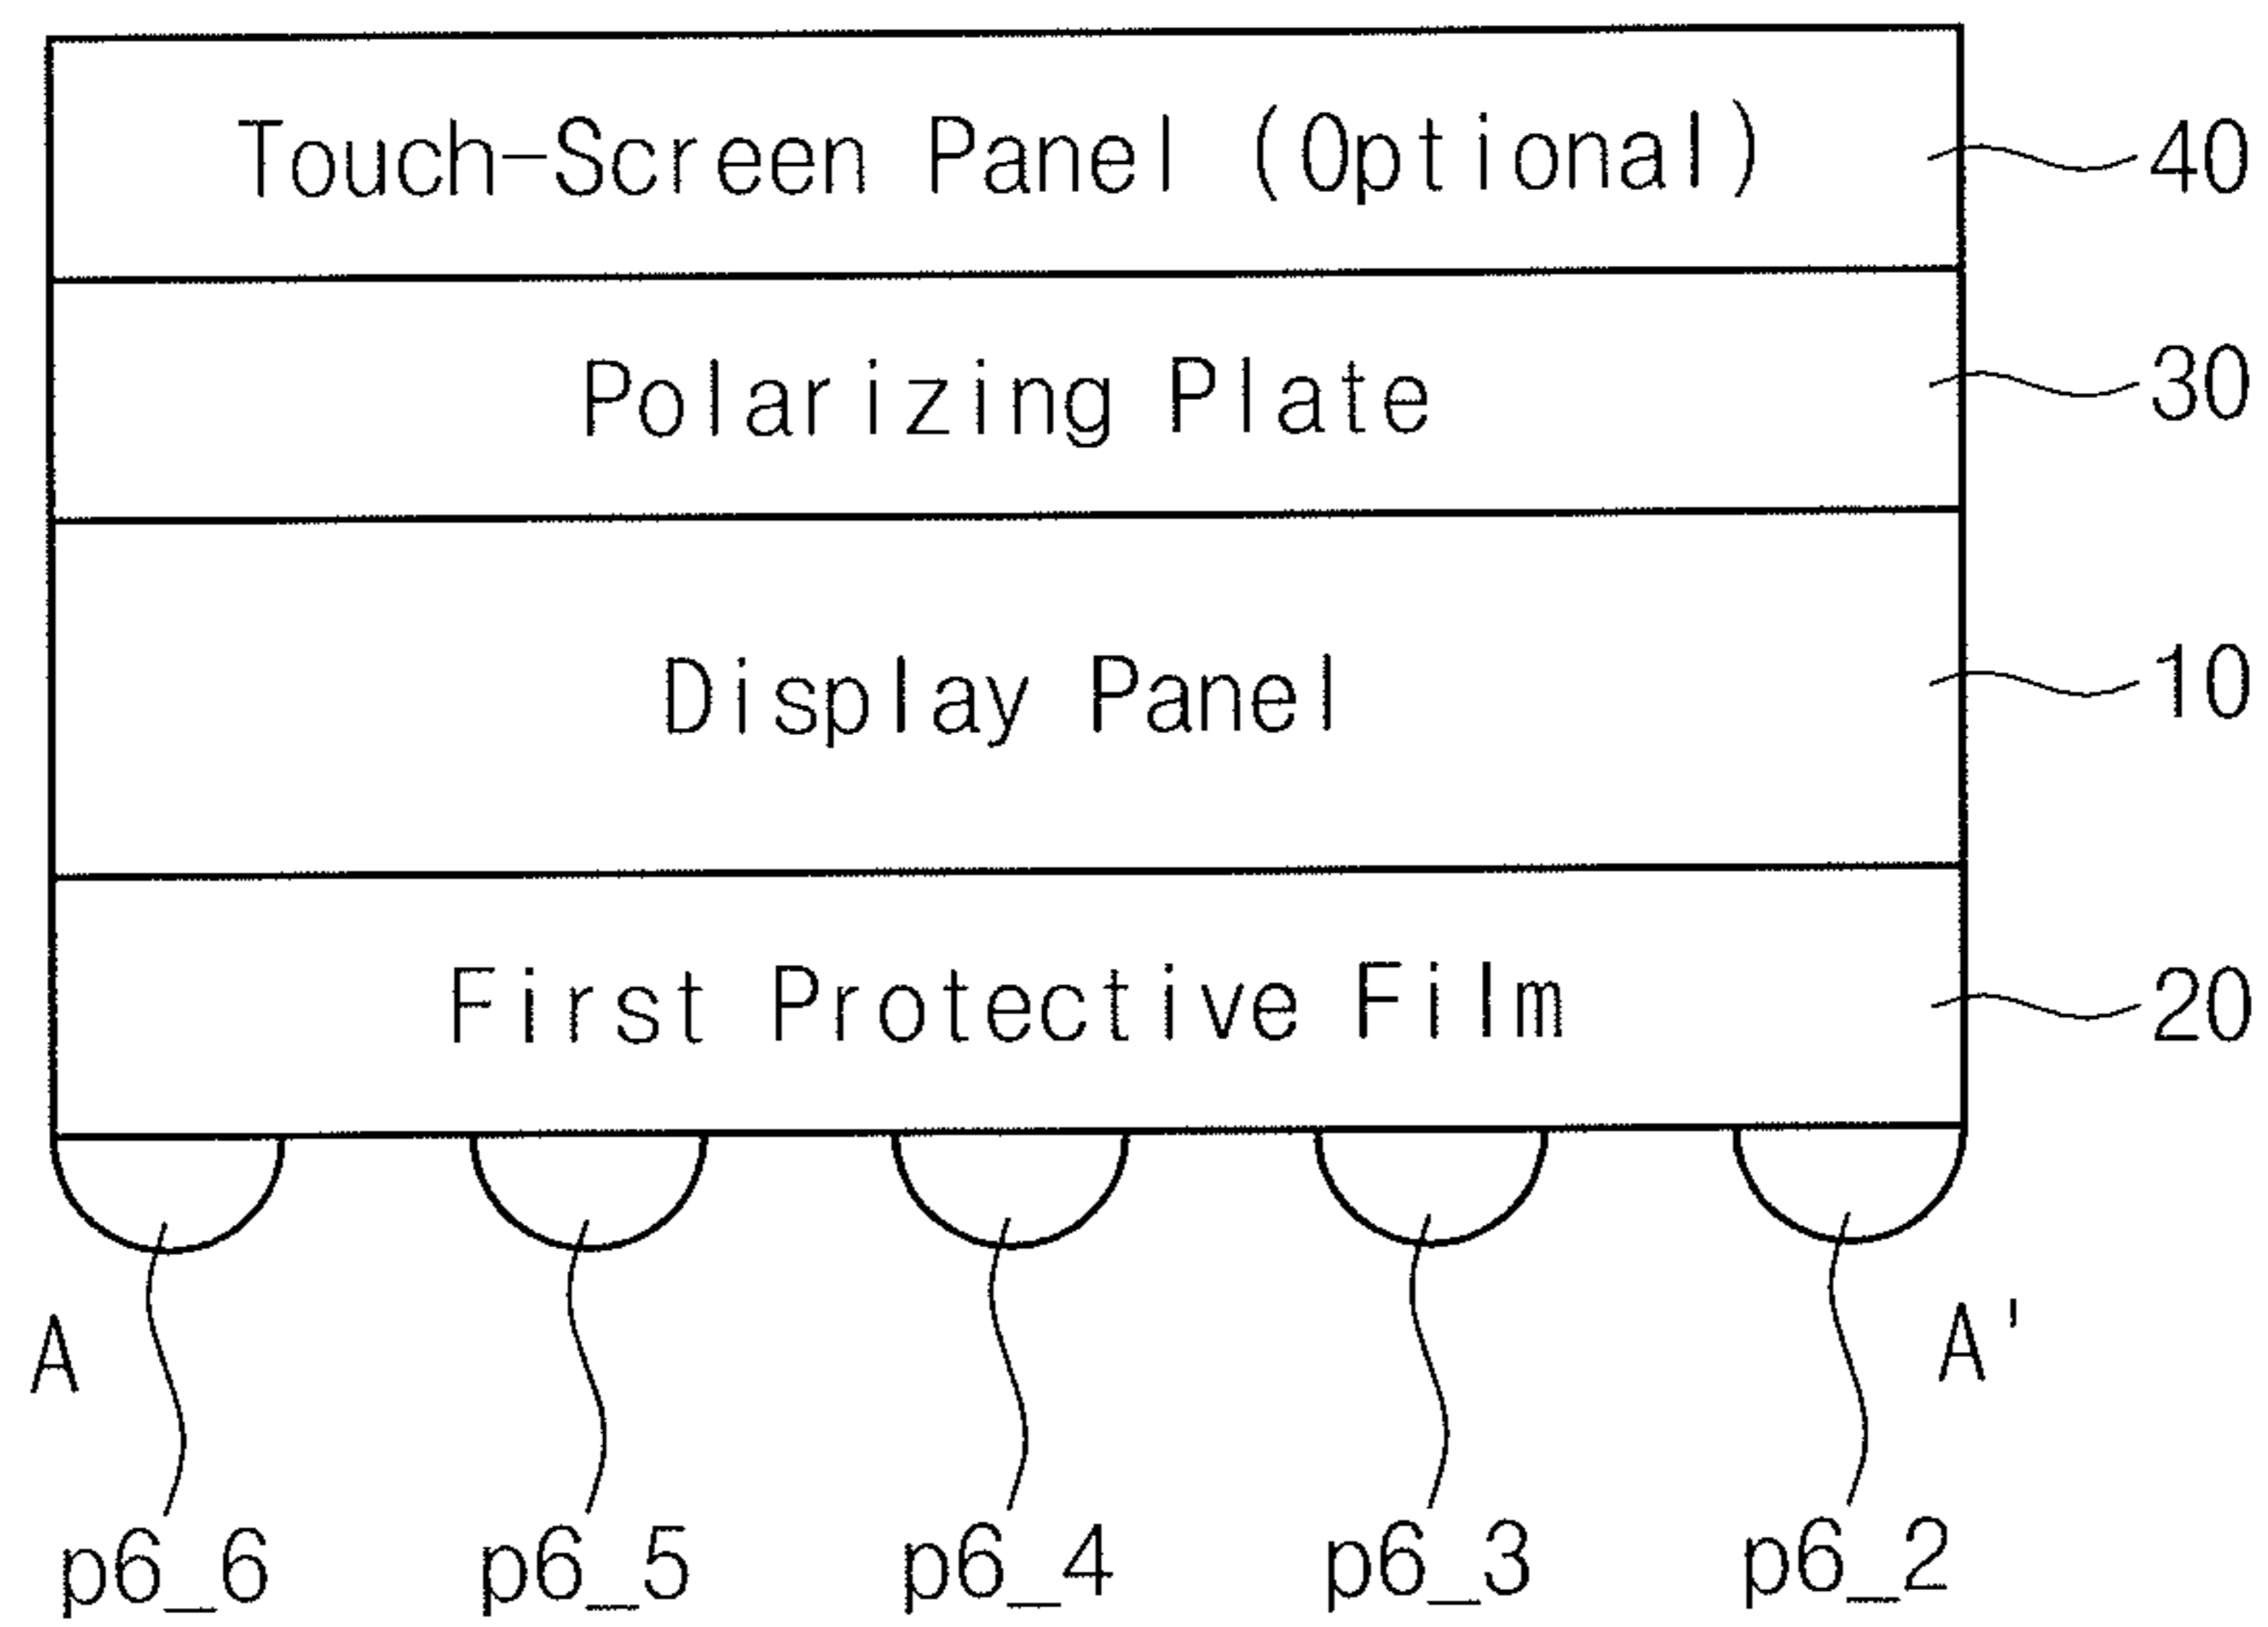 Touch-Screen Panel (Optional) 40
Polarizing Plate 30
Display Panel 10
First Protective Film 20
A A'
p6_6 p6_5 p6_4 p6_3 p6_2